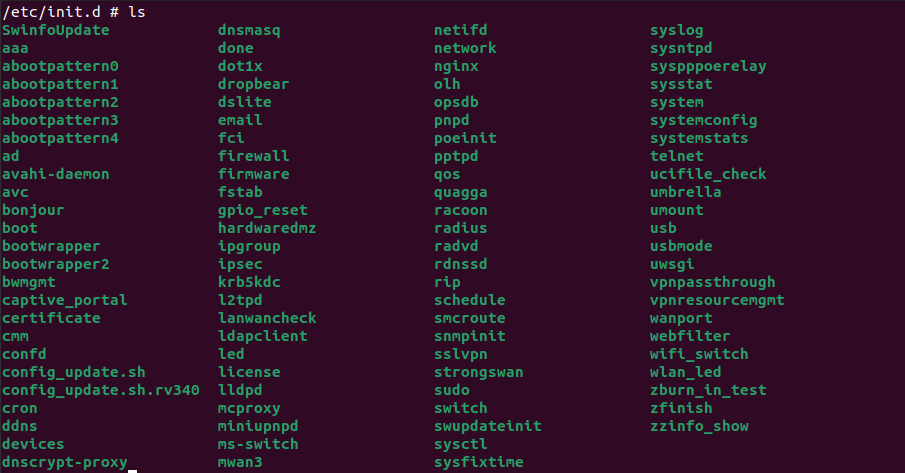 /etc/init.d # ls
SwinfoUpdate dnsmasq netifd syslog
aaa done network sysntpd
abootpattern0 dot1x nginx syspppoerelay
abootpattern1 dropbear olh sysstat
abootpattern2 dslite opsdb system
abootpattern3 email pnpd systemconfig
abootpattern4 fci poeinit systemstats
ad firewall pptpd telnet
avahi-daemon firmware qos ucifile_check
avc fstab quagga umbrella
bonjour gpio_reset racoon umount
boot hardwaredmz radius usb
bootwrapper ipgroup radvd usbmode
bootwrapper2 ipsec rdnssd uwsgi
bwmgmt krb5kdc rip vpnpassthrough
captive_portal l2tpd schedule vpnresourcemgmt
certificate lanwancheck smcroute wanport
cmm ldapclient snmpinit webfilter
confd led sslvpn wifi_switch
config_update.sh license strongswan wlan_led
config_update.sh.rv340 lldpd sudo zburn_in_test
cron mcproxy switch zfinish
ddns miniupnpd swupdateinit zzinfo_show
devices ms-switch sysctl
dnscrypt-proxy mwan3 sysfixtime